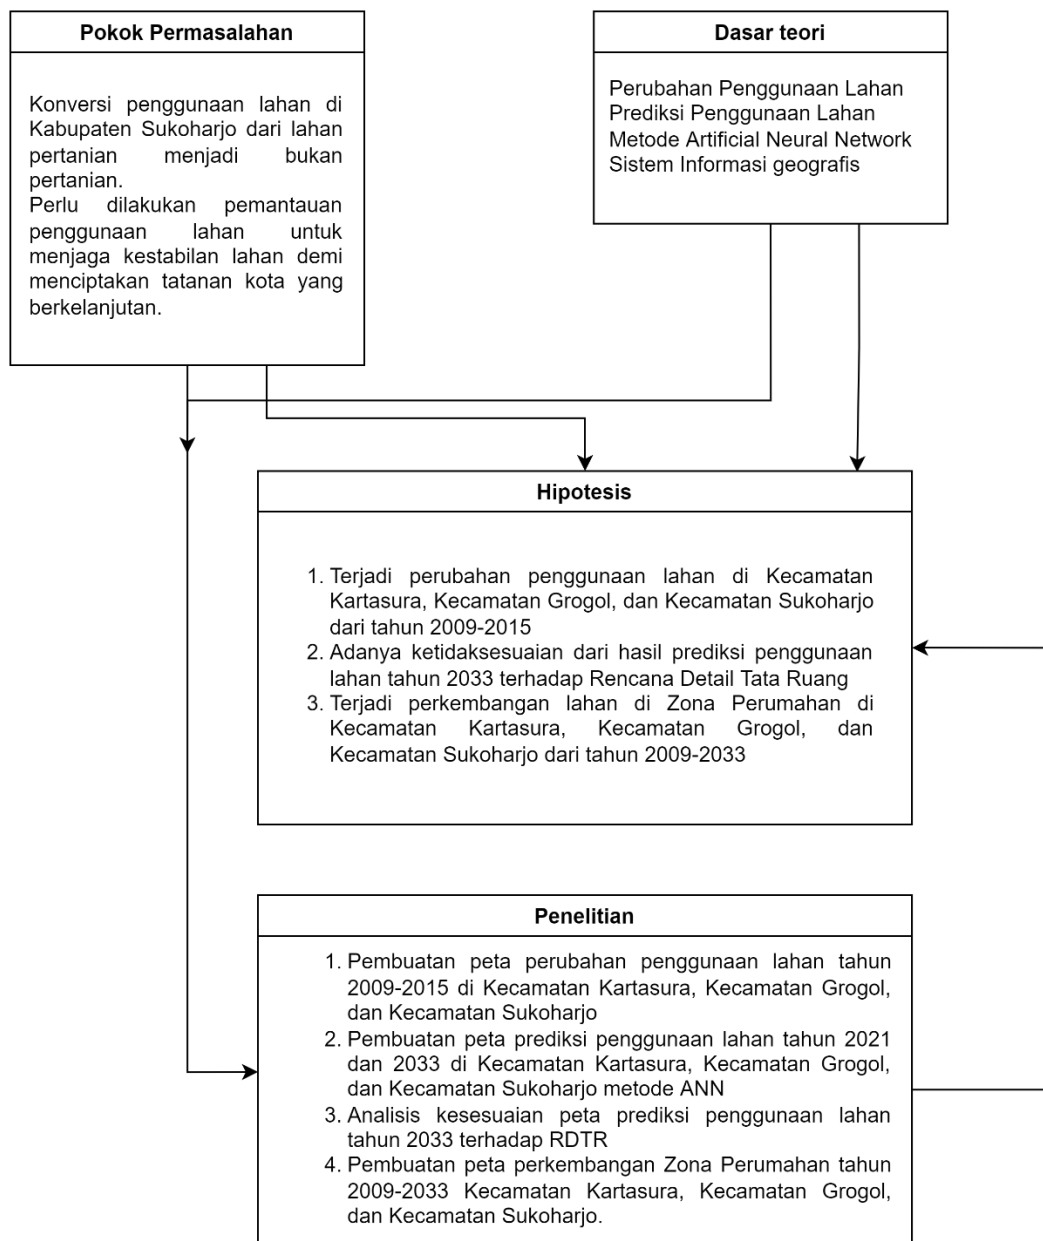 Pokok Permasalahan
Konversi penggunaan lahan di
Kabupaten Sukoharjo dari lahan
pertanian menjadi bukan
pertanian.
Perlu dilakukan pemantauan
penggunaan lahan untuk
menjaga kestabilan lahan demi
menciptakan tatanan kota yang
berkelanjutan.
Dasar teori
Perubahan Penggunaan Lahan
Prediksi Penggunaan Lahan
Metode Artificial Neural Network
Sistem Informasi geografis
Hipotesis
1. Terjadi perubahan penggunaan lahan di Kecamatan
Kartasura, Kecamatan Grogol, dan Kecamatan Sukoharjo
dari tahun 2009-2015
2. Adanya ketidaksesuaian dari hasil prediksi penggunaan
lahan tahun 2033 terhadap Rencana Detail Tata Ruang
3. Terjadi perkembangan lahan di Zona Perumahan di
Kecamatan Kartasura, Kecamatan Grogol, dan
Kecamatan Sukoharjo dari tahun 2009-2033
Penelitian
1. Pembuatan peta perubahan penggunaan lahan tahun
2009-2015 di Kecamatan Kartasura, Kecamatan Grogol,
dan Kecamatan Sukoharjo
2. Pembuatan peta prediksi penggunaan lahan tahun 2021
dan 2033 di Kecamatan Kartasura, Kecamatan Grogol,
dan Kecamatan Sukoharjo metode ANN
3. Analisis kesesuaian peta prediksi penggunaan lahan
tahun 2033 terhadap RDTR
4. Pembuatan peta perkembangan Zona Perumahan tahun
2009-2033 Kecamatan Kartasura, Kecamatan Grogol,
dan Kecamatan Sukoharjo.